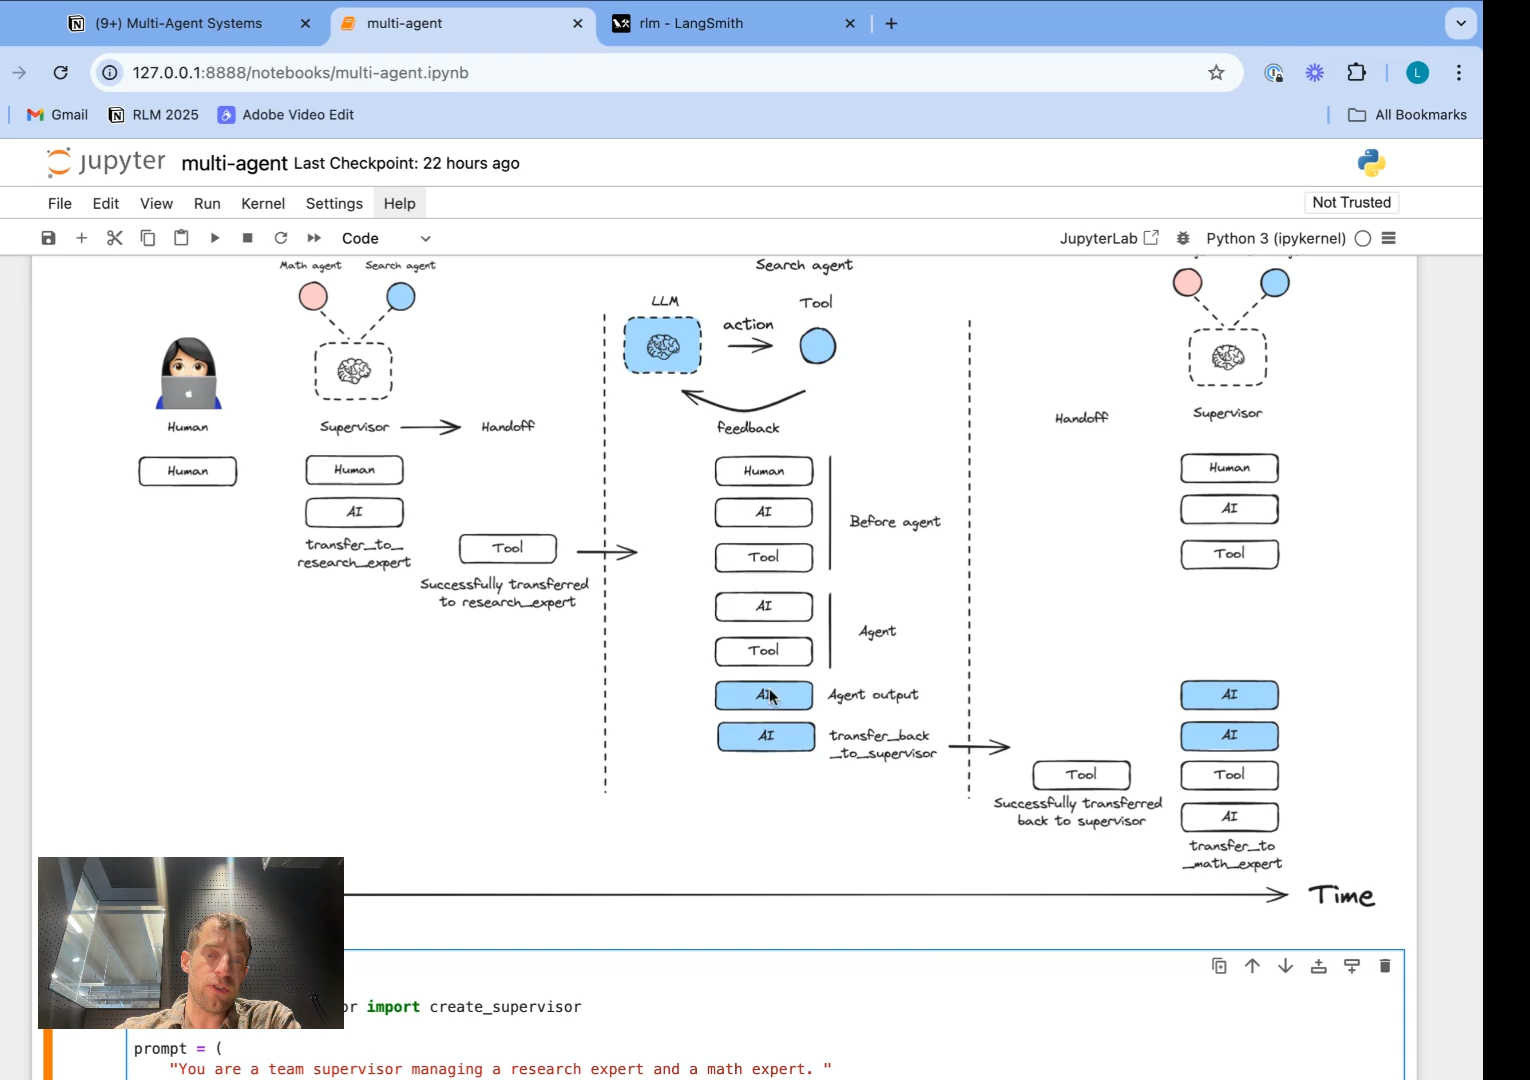 (9+) Multi-Agent Systems
multi-agent
rlm - LangSmith
127.0.0.1:8888/notebooks/multi-agent.ipynb
L
Gmail
RLM 2025
Adobe Video Edit
All Bookmarks
jupyter
multi-agent Last Checkpoint: 22 hours ago
File Edit View Run Kernel Settings Help
Not Trusted
Code
JupyterLab
Python 3 (ipykernel)
Math agent
Search agent
Human
Human
Supervisor
Handoff
Human
AI
transfer_to_
research_expert
Tool
Successfully transferred
to research_expert
Search agent
LLM
action
Tool
feedback
Human
AI
Tool
Before agent
AI
Tool
Agent
AI
Agent output
AI
transfer_back
_to_supervisor
Handoff
Tool
Successfully transferred
back to supervisor
Supervisor
Human
AI
Tool
AI
AI
Tool
AI
transfer_to
_math_expert
Time
or import create_supervisor
prompt = (
"You are a team supervisor managing a research expert and a math expert. "